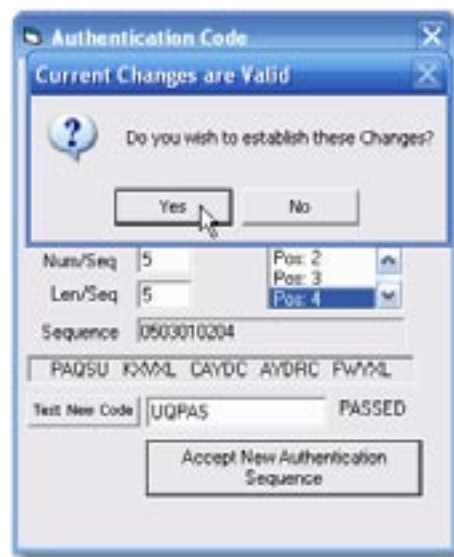 Authentication Code
Current Changes are Valid
Do you wish to establish these Changes?
Yes No
Num/Seq 5 Pos: 2
Pos: 3
Len/Seq 5 Pos: 4
Sequence 0503010204
PAQSU KXVXL CAYDC AYDRC FWYXL
Test New Code UQPAS PASSED
Accept New Authentication
Sequence